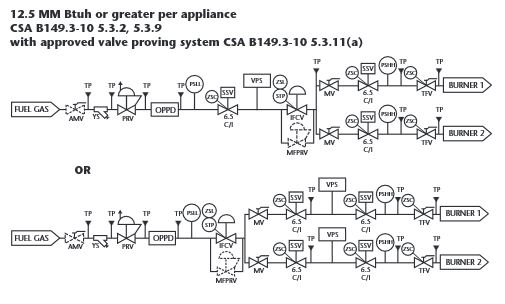 12.5 MM Btuh or greater per appliance
CSA B149.3-10 5.3.2, 5.3.9
with approved valve proving system CSA B149.3-10 5.3.11(a)
TP TP TP PSLL ZSC SSV VPS ZSL STP TP ZSC PSHH TP ZSC TP
SSV
FUEL GAS AMV YS PRV OPPD 6.5 C/I IFCV MFPRV
MV 6.5 C/I TFV BURNER 1
ZSC SSV PSHH TP ZSC TP
MV 6.5 C/I TFV BURNER 2
OR
TP TP TP TP PSLL ZSL STP
FUEL GAS AMV YS PRV OPPD IFCV MFPRV
ZSC SSV TP VPS ZSC SSV PSHH TP ZSC TP
MV 6.5 C/I 6.5 C/I TFV BURNER 1
ZSC SSV TP VPS ZSC SSV PSHH TP ZSC TP
MV 6.5 C/I 6.5 C/I TFV BURNER 2